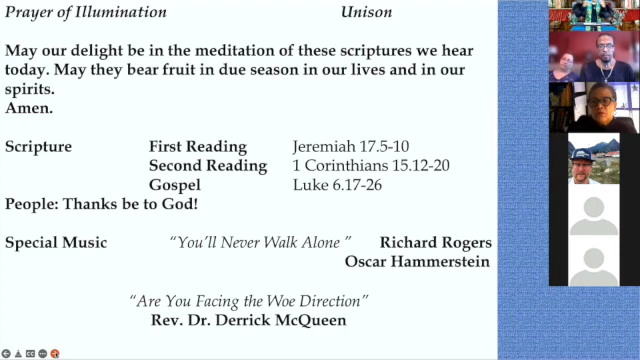 Prayer of Illumination Unison
May our delight be in the meditation of these scriptures we hear
today. May they bear fruit in due season in our lives and in our
spirits.
Amen.
Scripture First Reading Jeremiah 17.5-10
Second Reading 1 Corinthians 15.12-20
Gospel Luke 6.17-26
People: Thanks be to God!
Special Music “You’ll Never Walk Alone ” Richard Rogers
Oscar Hammerstein
“Are You Facing the Woe Direction”
Rev. Dr. Derrick McQueen